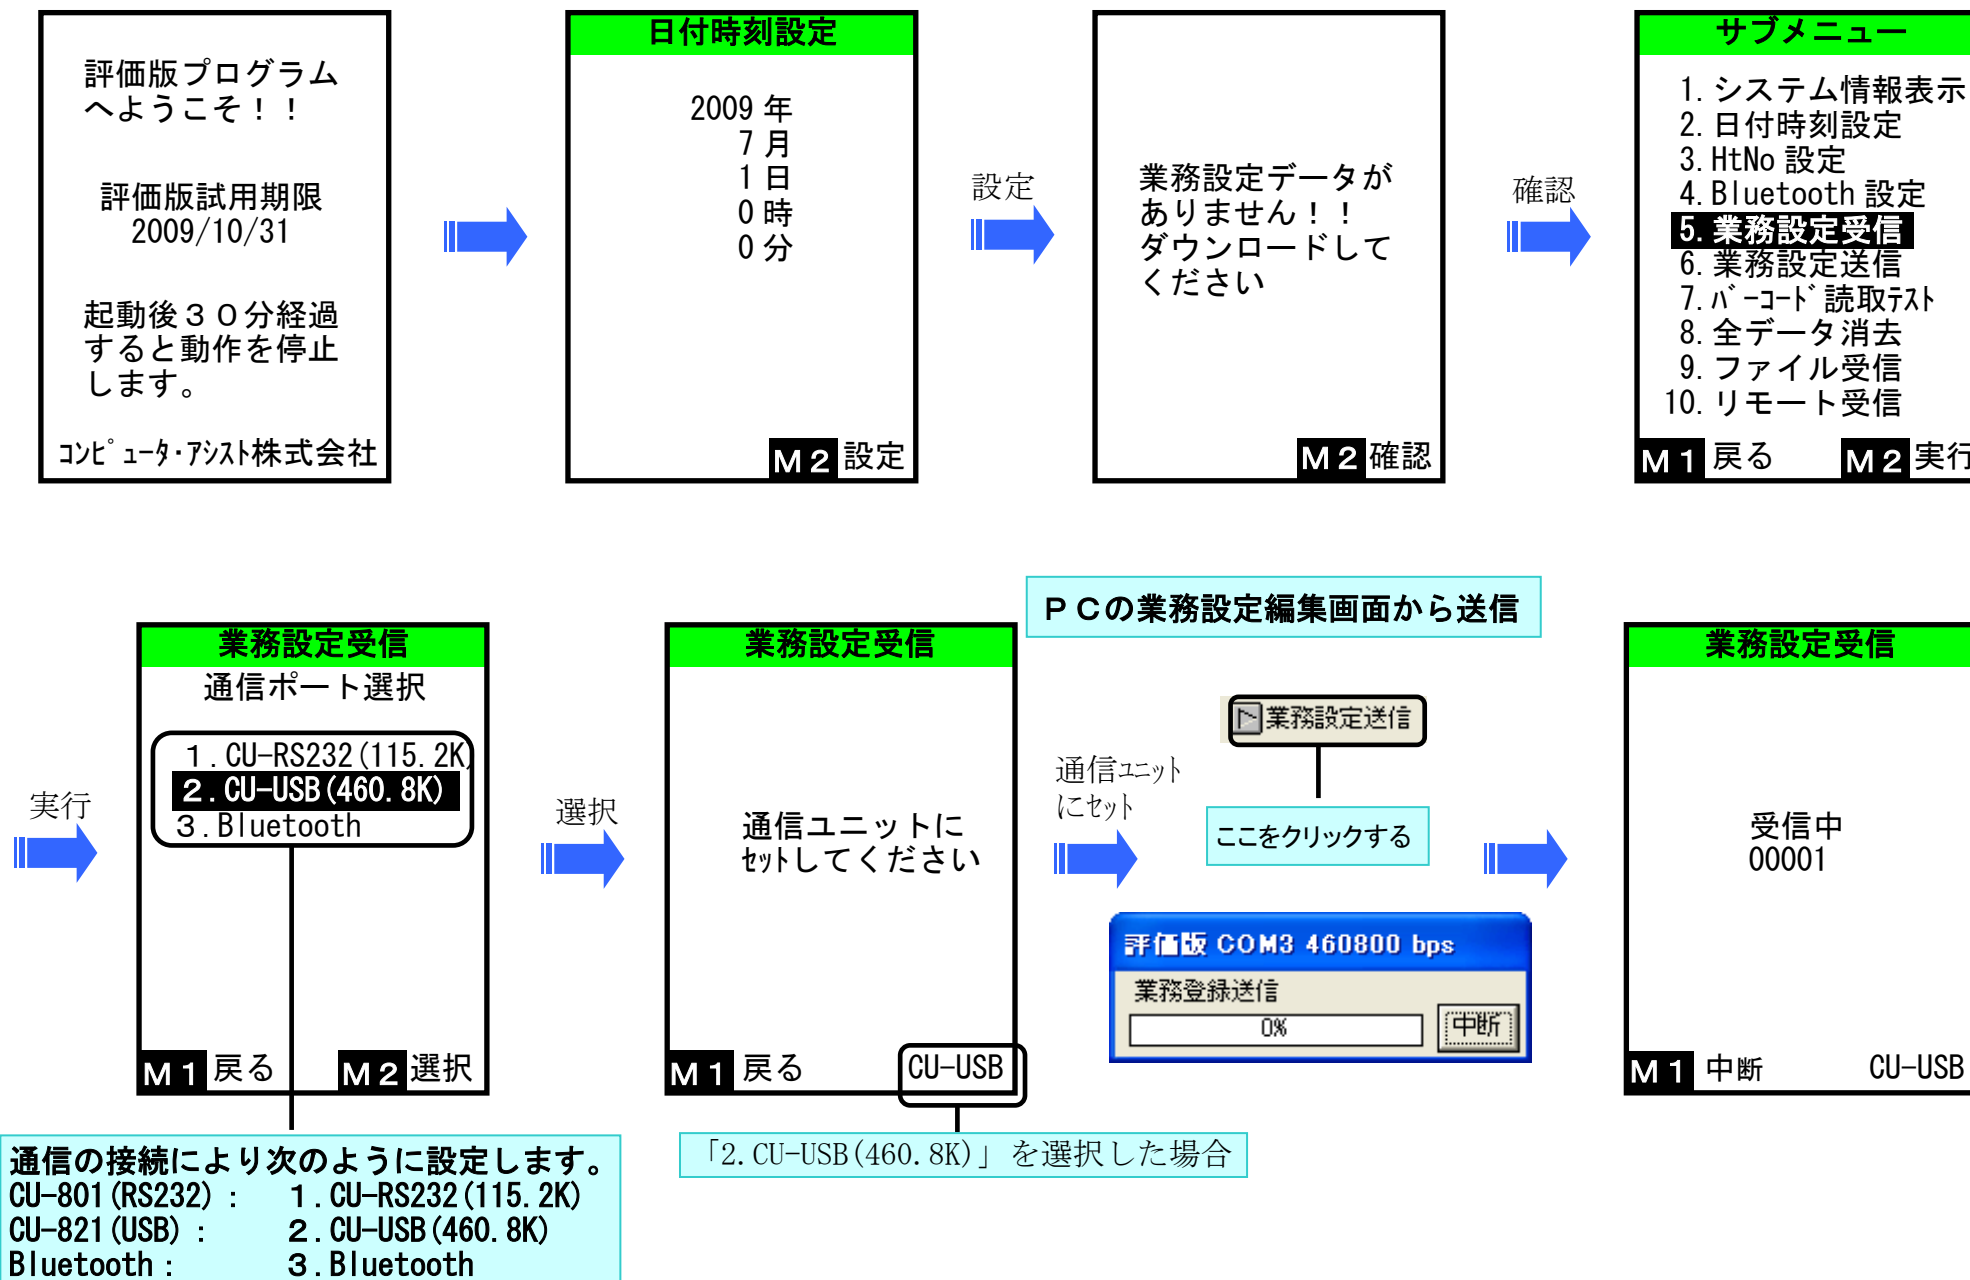 評価版プログラム
へようこそ！！
評価版試用期限
2009/10/31
起動後３０分経過
すると動作を停止
します。
ｺﾝﾋﾟｭｰﾀ･ｱｼｽﾄ株式会社
日付時刻設定
2009 年
7 月
1 日
0 時
0 分
Ｍ２ 設定
設定
業務設定データが
ありません！！
ダウンロードして
ください
Ｍ２ 確認
確認
サブメニュー
1. システム情報表示
2. 日付時刻設定
3. HtNo 設定
4. Bluetooth 設定
5. 業務設定受信
6. 業務設定送信
7. ﾊﾞｰｺｰﾄﾞ読取ﾃｽﾄ
8. 全データ消去
9. ファイル受信
10. リモート受信
Ｍ１ 戻る Ｍ２ 実行
実行
業務設定受信
通信ポート選択
１.CU-RS232(115.2K)
２.CU-USB(460.8K)
３.Bluetooth
Ｍ１ 戻る Ｍ２ 選択
通信の接続により次のように設定します。
CU-801(RS232)： １.CU-RS232(115.2K)
CU-821(USB)： ２.CU-USB(460.8K)
Bluetooth： ３.Bluetooth
選択
業務設定受信
通信ユニットに
ｾｯﾄしてください
Ｍ１ 戻る CU-USB
「2.CU-USB(460.8K)」を選択した場合
通信ﾕﾆｯﾄ
にｾｯﾄ
ＰＣの業務設定編集画面から送信
業務設定送信
ここをクリックする
評価版 COM3 460800 bps
業務登録送信
0%
中断
業務設定受信
受信中
00001
Ｍ１ 中断 CU-USB